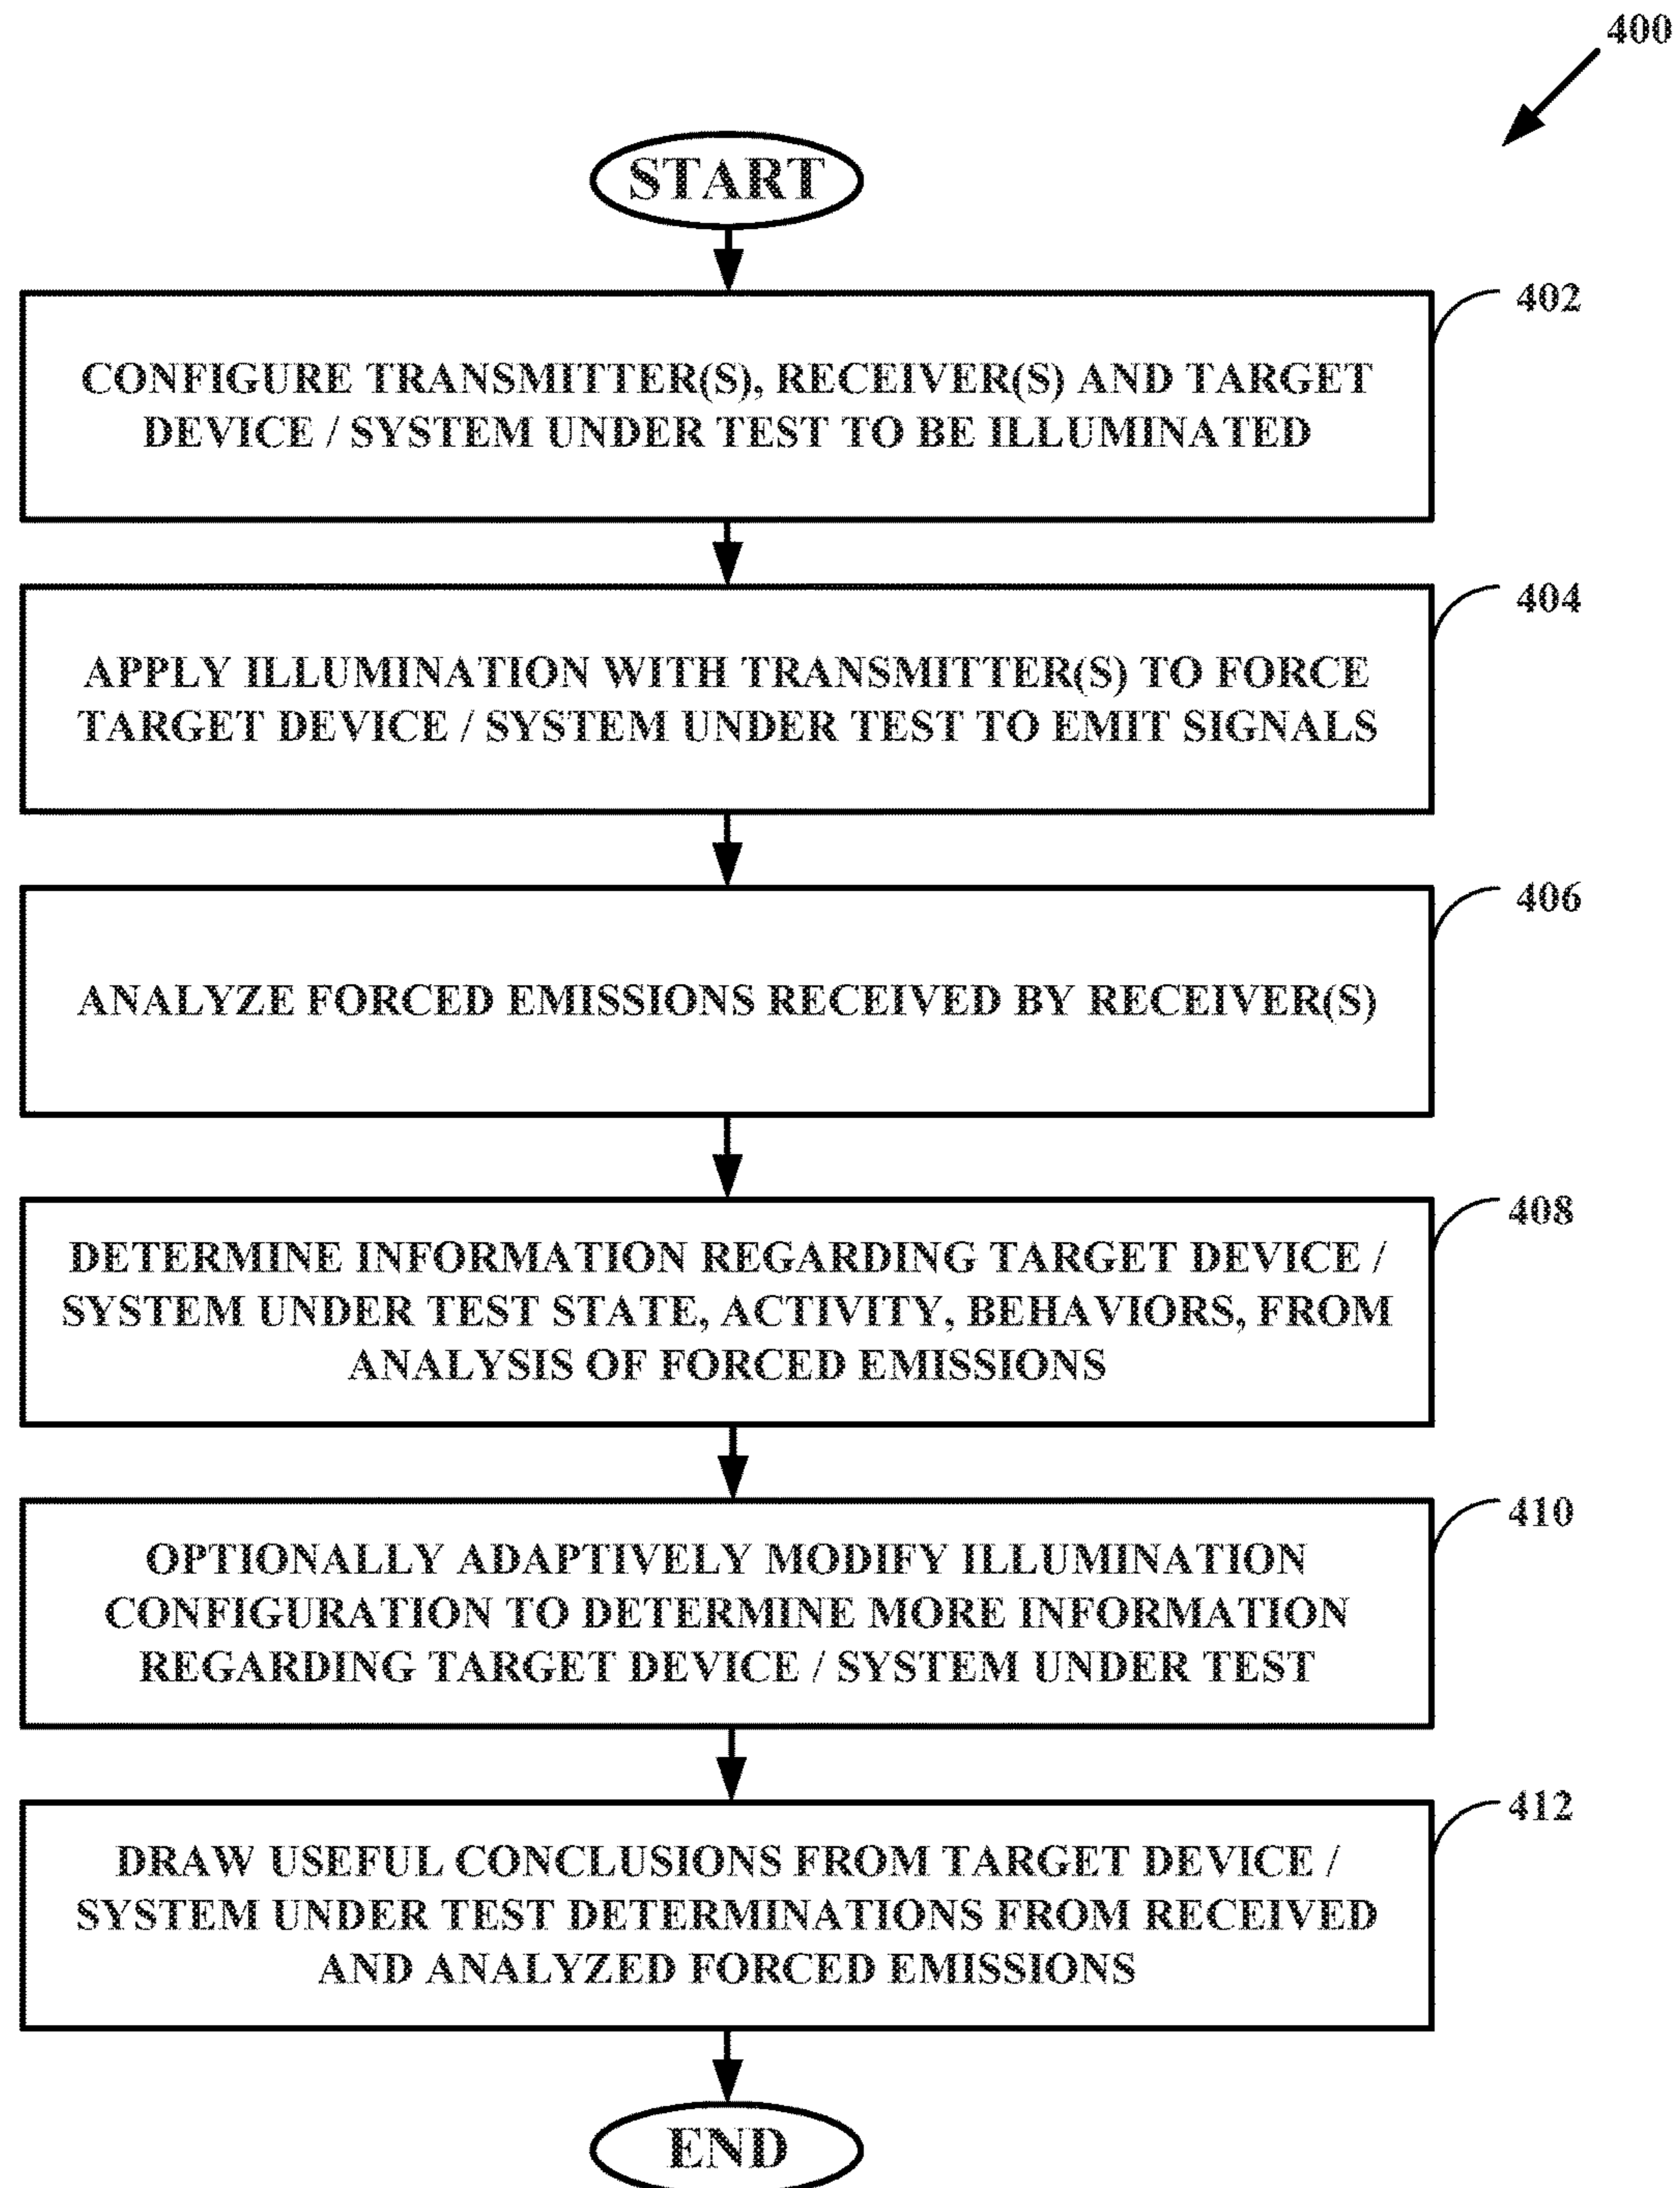 400
START
402
CONFIGURE TRANSMITTER(S), RECEIVER(S) AND TARGET
DEVICE / SYSTEM UNDER TEST TO BE ILLUMINATED
404
APPLY ILLUMINATION WITH TRANSMITTER(S) TO FORCE
TARGET DEVICE / SYSTEM UNDER TEST TO EMIT SIGNALS
406
ANALYZE FORCED EMISSIONS RECEIVED BY RECEIVER(S)
408
DETERMINE INFORMATION REGARDING TARGET DEVICE /
SYSTEM UNDER TEST STATE, ACTIVITY, BEHAVIORS, FROM
ANALYSIS OF FORCED EMISSIONS
410
OPTIONALLY ADAPTIVELY MODIFY ILLUMINATION
CONFIGURATION TO DETERMINE MORE INFORMATION
REGARDING TARGET DEVICE / SYSTEM UNDER TEST
412
DRAW USEFUL CONCLUSIONS FROM TARGET DEVICE /
SYSTEM UNDER TEST DETERMINATIONS FROM RECEIVED
AND ANALYZED FORCED EMISSIONS
END